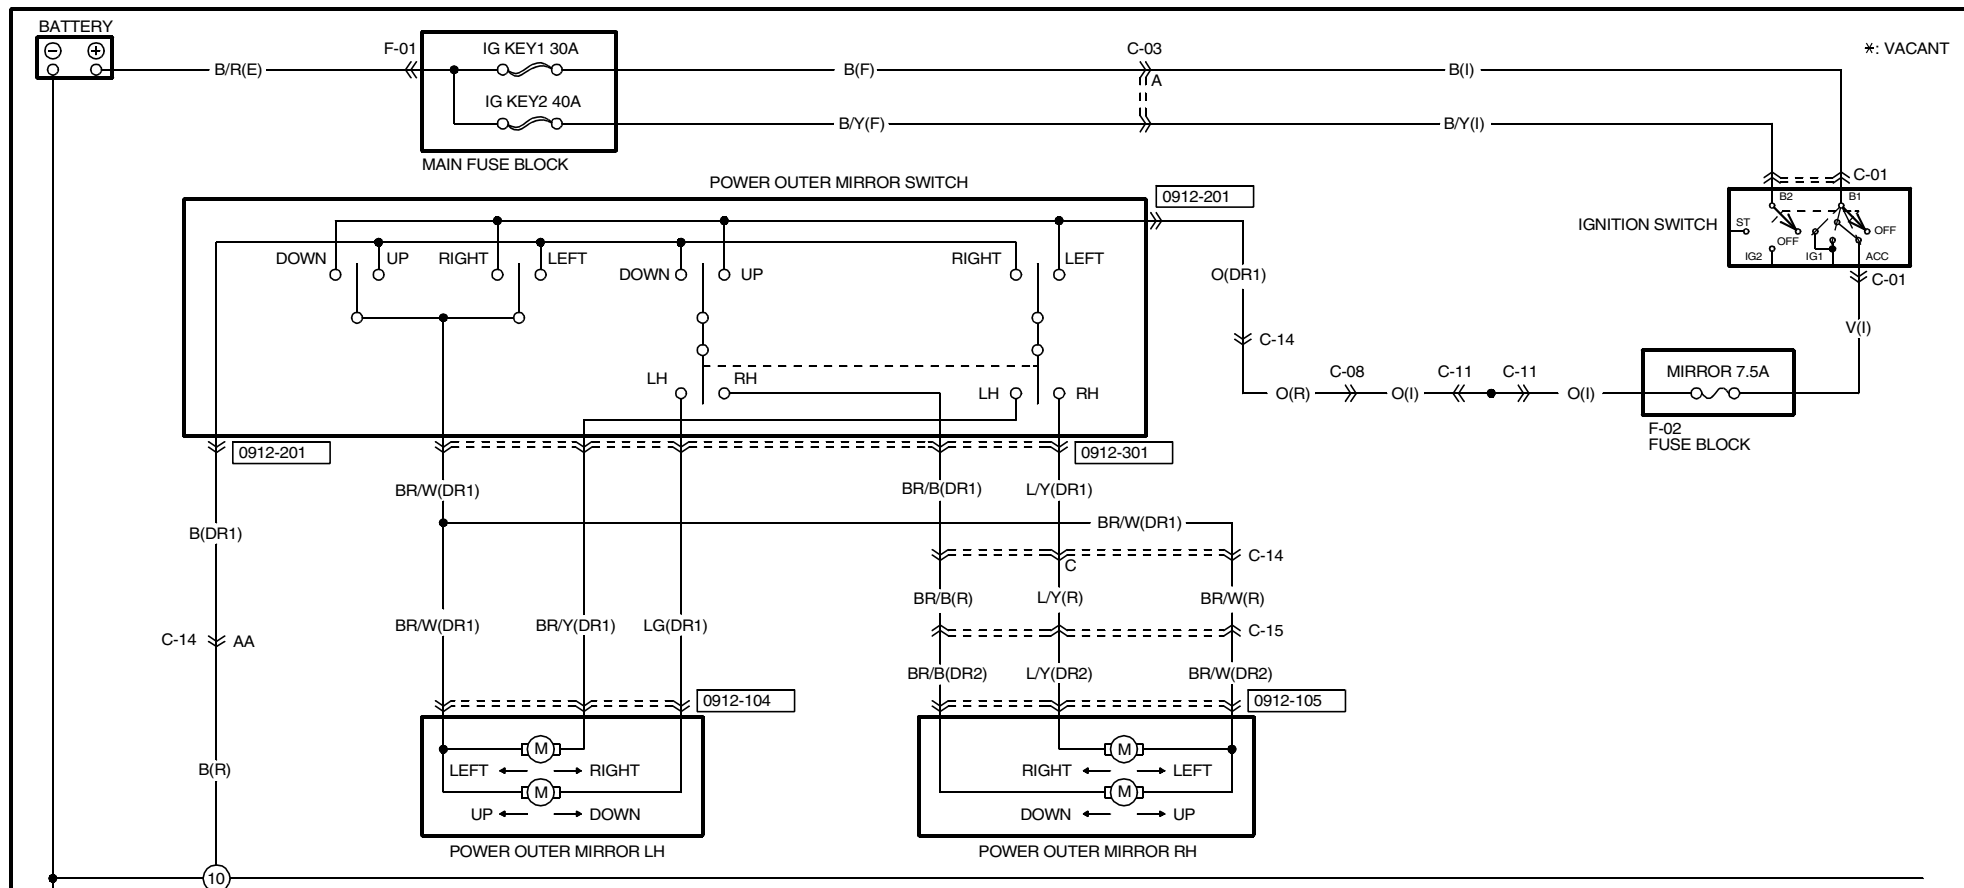 BATTERY
F-01
IG KEY1 30A
C-03
*: VACANT
B/R(E)
B(F)
B(I)
A
IG KEY2 40A
B/Y(F)
B/Y(I)
MAIN FUSE BLOCK
POWER OUTER MIRROR SWITCH
C-01
0912-201
B2
B1
IGNITION SWITCH
ST
OFF
OFF
IG2
IG1
ACC
DOWN
UP
RIGHT
LEFT
DOWN
UP
RIGHT
LEFT
O(DR1)
C-01
V(I)
C-14
LH
RH
LH
RH
C-08
C-11
C-11
MIRROR 7.5A
O(R)
O(I)
O(I)
F-02
FUSE BLOCK
0912-201
0912-301
BR/W(DR1)
BR/B(DR1)
L/Y(DR1)
B(DR1)
BR/W(DR1)
C-14
C
BR/B(R)
L/Y(R)
BR/W(R)
BR/W(DR1)
BR/Y(DR1)
LG(DR1)
C-15
C-14
AA
BR/B(DR2)
L/Y(DR2)
BR/W(DR2)
0912-104
0912-105
M
M
LEFT
RIGHT
RIGHT
LEFT
B(R)
M
M
UP
DOWN
DOWN
UP
POWER OUTER MIRROR LH
POWER OUTER MIRROR RH
10